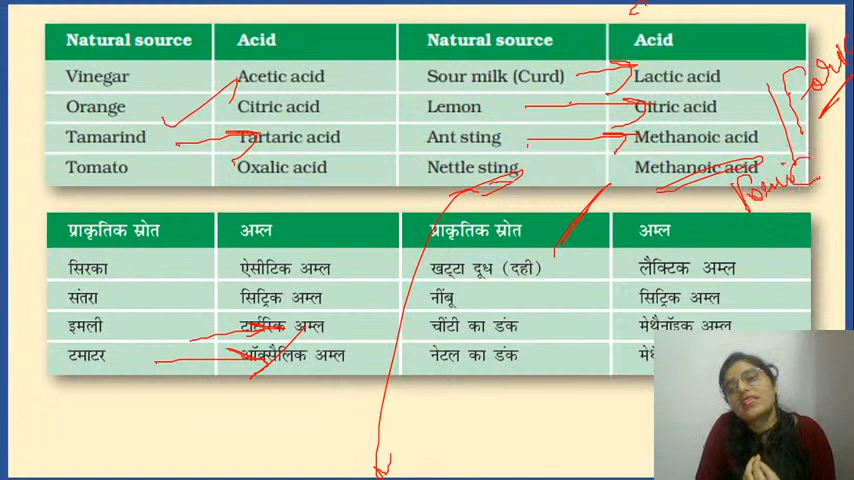 Natural source Acid Natural source Acid
Vinegar Acetic acid Sour milk (Curd) Lactic acid
Orange Citric acid Lemon Citric acid
Tamarind Tartaric acid Ant sting Methanoic acid
Tomato Oxalic acid Nettle sting Methanoic acid
प्राकृतिक स्रोत अम्ल प्राकृतिक स्रोत अम्ल
सिरका ऐसीटिक अम्ल खट्टा दूध (दही) लैक्टिक अम्ल
संतरा सिट्रिक अम्ल नींबू सिट्रिक अम्ल
इमली टार्टरिक अम्ल चींटी का डंक मेथैनॉइक अम्ल
टमाटर ऑक्सैलिक अम्ल नेटल का डंक